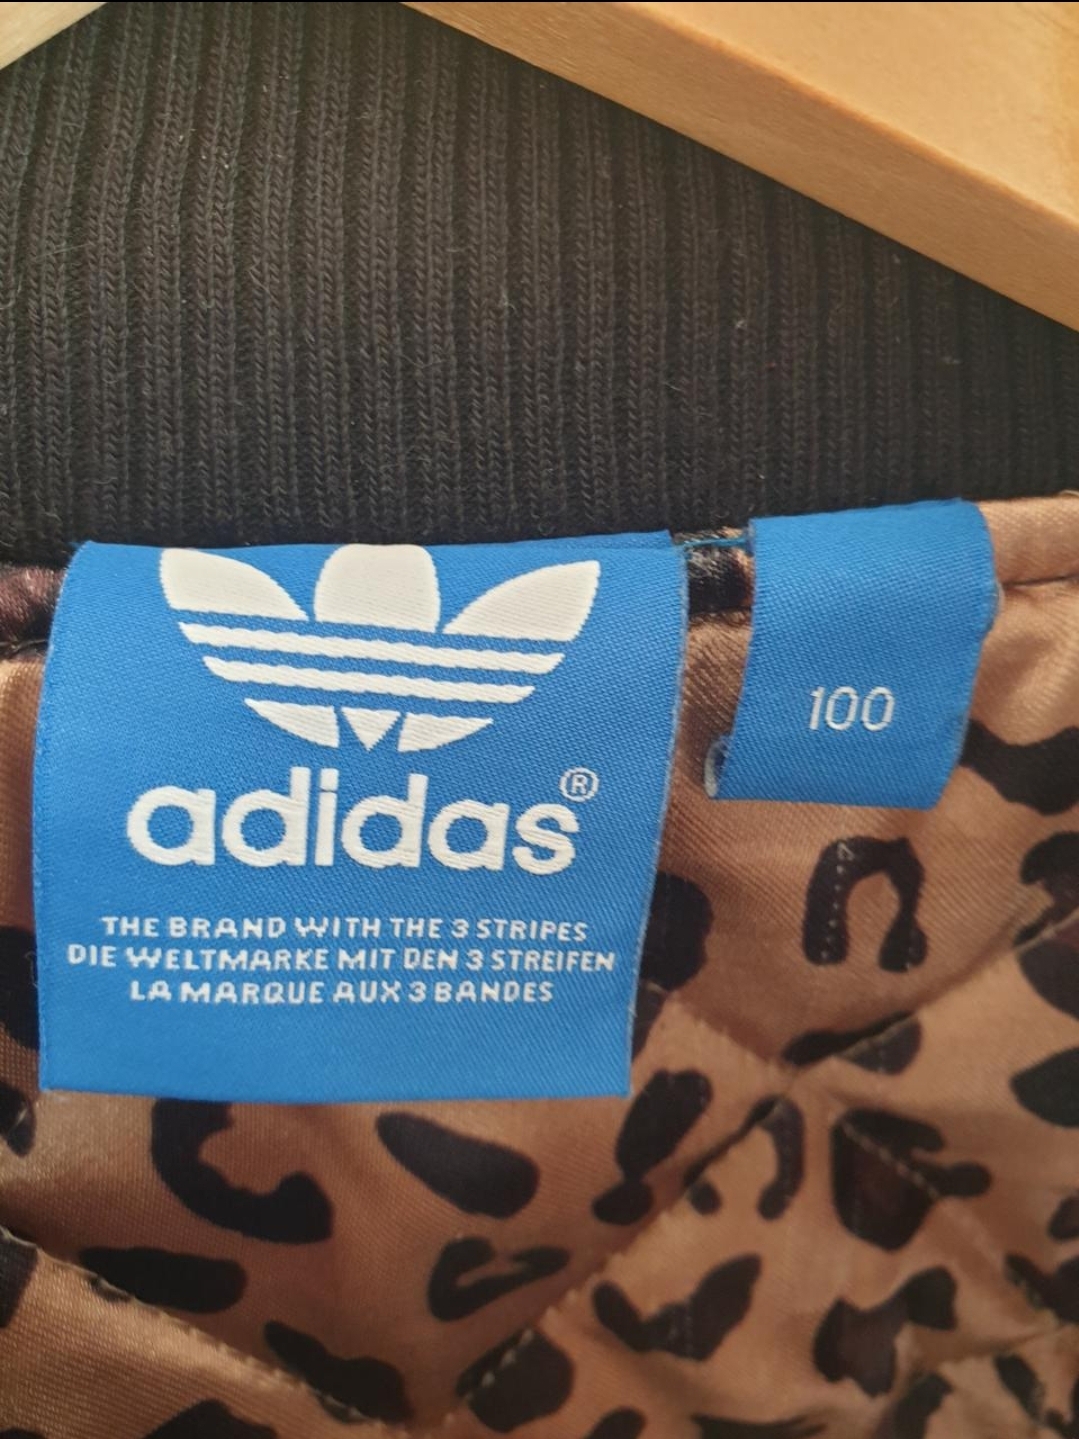 adidas®
THE BRAND WITH THE 3 STRIPES
DIE WELTMARKE MIT DEN 3 STREIFEN
LA MARQUE AUX 3 BANDES
100